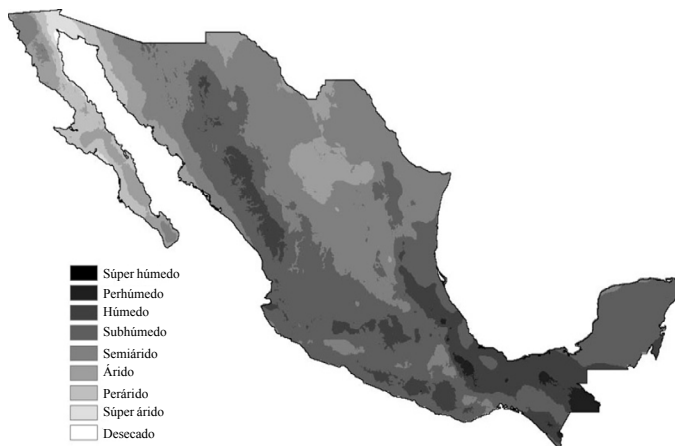 Súper húmedo
Perhúmedo
Húmedo
Subhúmedo
Semiárido
Árido
Perárido
Súper árido
Desecado